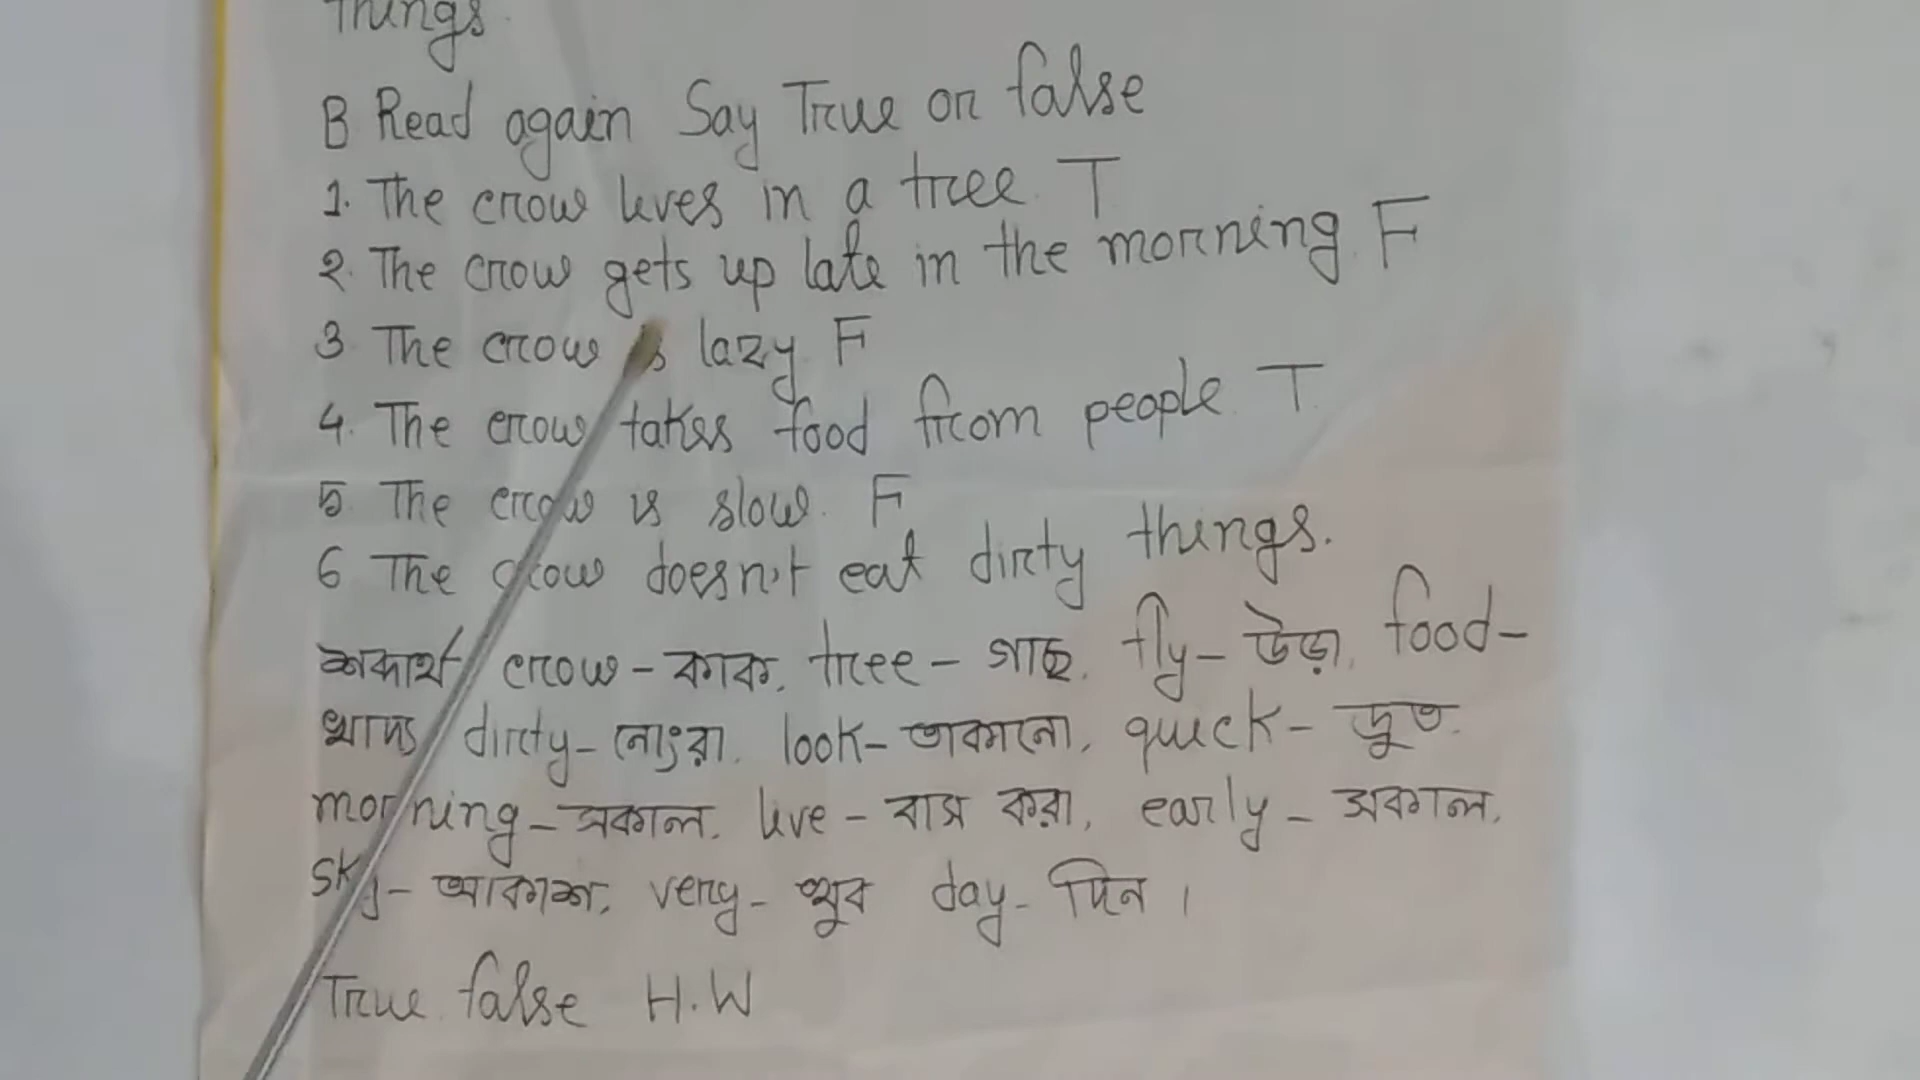 Things.
B Read again Say True or false
1. The crow lives in a tree. T
2. The crow gets up late in the morning. F
3 The crow is lazy. F
4. The crow takes food from people. T
5. The crow is slow. F
6 The crow doesn't eat dirty things.
শব্দার্থ crow - কাক, tree - গাছ, fly - উড়া, food -
খাদ্য dirty - নোংরা, look - তাকানো, quick - দ্রুত.
morning - সকাল, live - বাস করা, early - সকাল,
sky - আকাশ, very - খুব day - দিন।
True false H.W